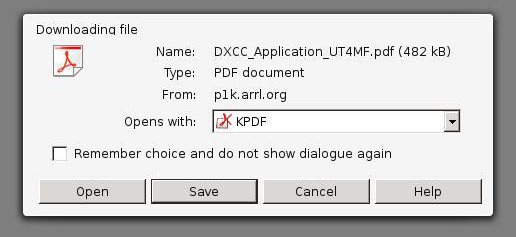 Downloading file
Name: DXCC_Application_UT4MF.pdf (482 kB)
Type: PDF document
From: p1k.arrl.org
Opens with: KPDF
Remember choice and do not show dialogue again
Open Save Cancel Help